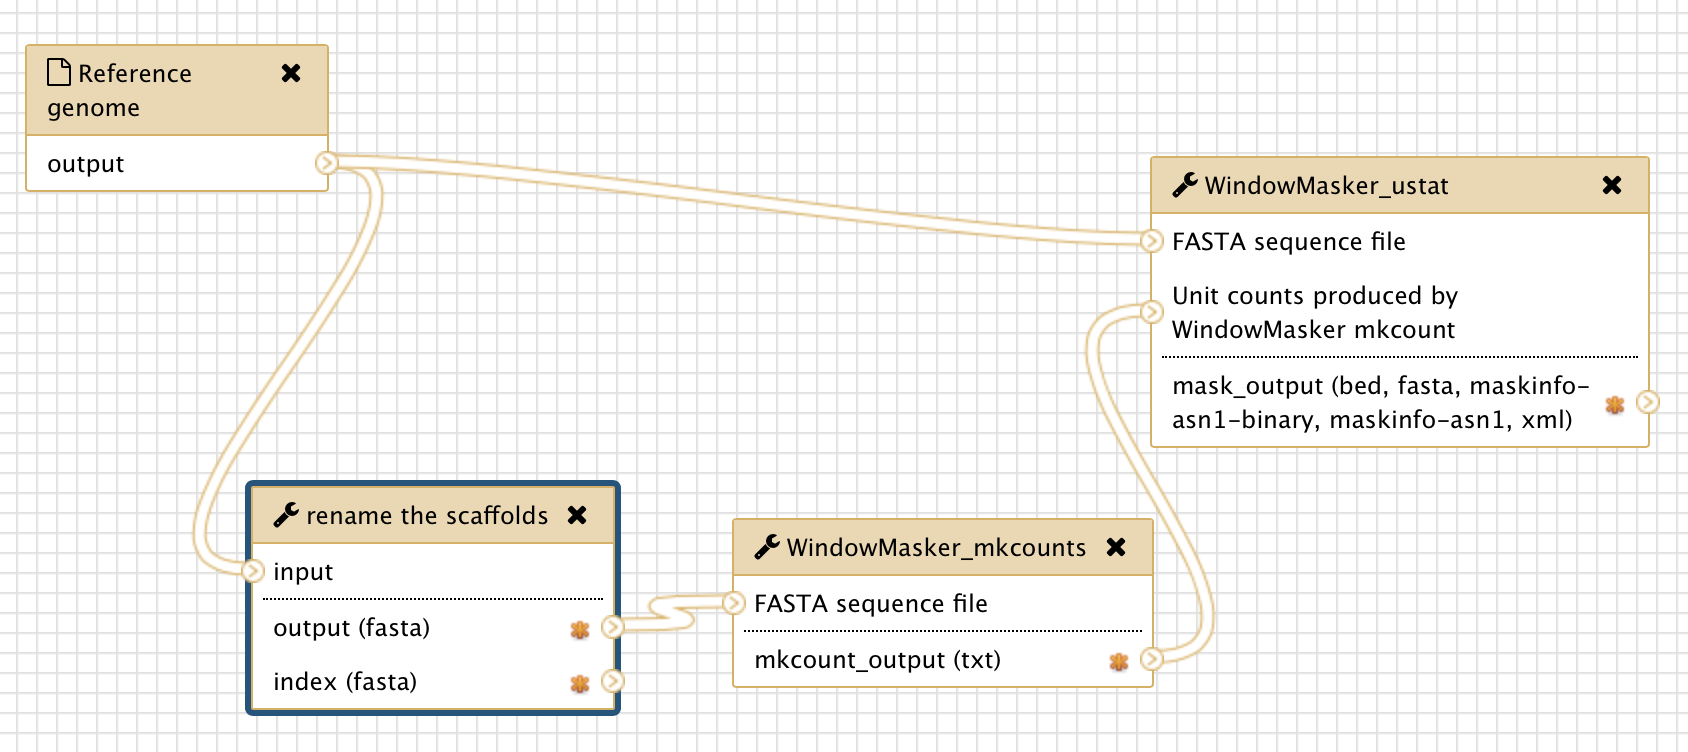 Reference
genome
output
WindowMasker_ustat
FASTA sequence file
Unit counts produced by
WindowMasker mkcount
mask_output (bed, fasta, maskinfo-
asn1-binary, maskinfo-asn1, xml)
rename the scaffolds
input
output (fasta)
index (fasta)
WindowMasker_mkcounts
FASTA sequence file
mkcount_output (txt)